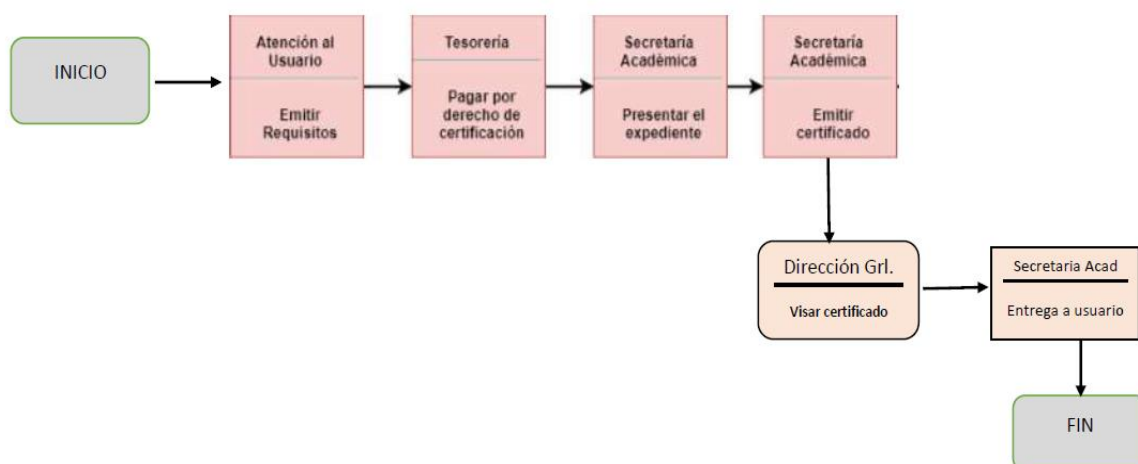 INICIO
Atención al
Usuario
Emitir
Requisitos
Tesorería
Pagar por
derecho de
certificación
Secretaría
Académica
Presentar el
expediente
Secretaría
Académica
Emitir
certificado
Dirección Grl.
Visar certificado
Secretaria Acad
Entrega a usuario
FIN